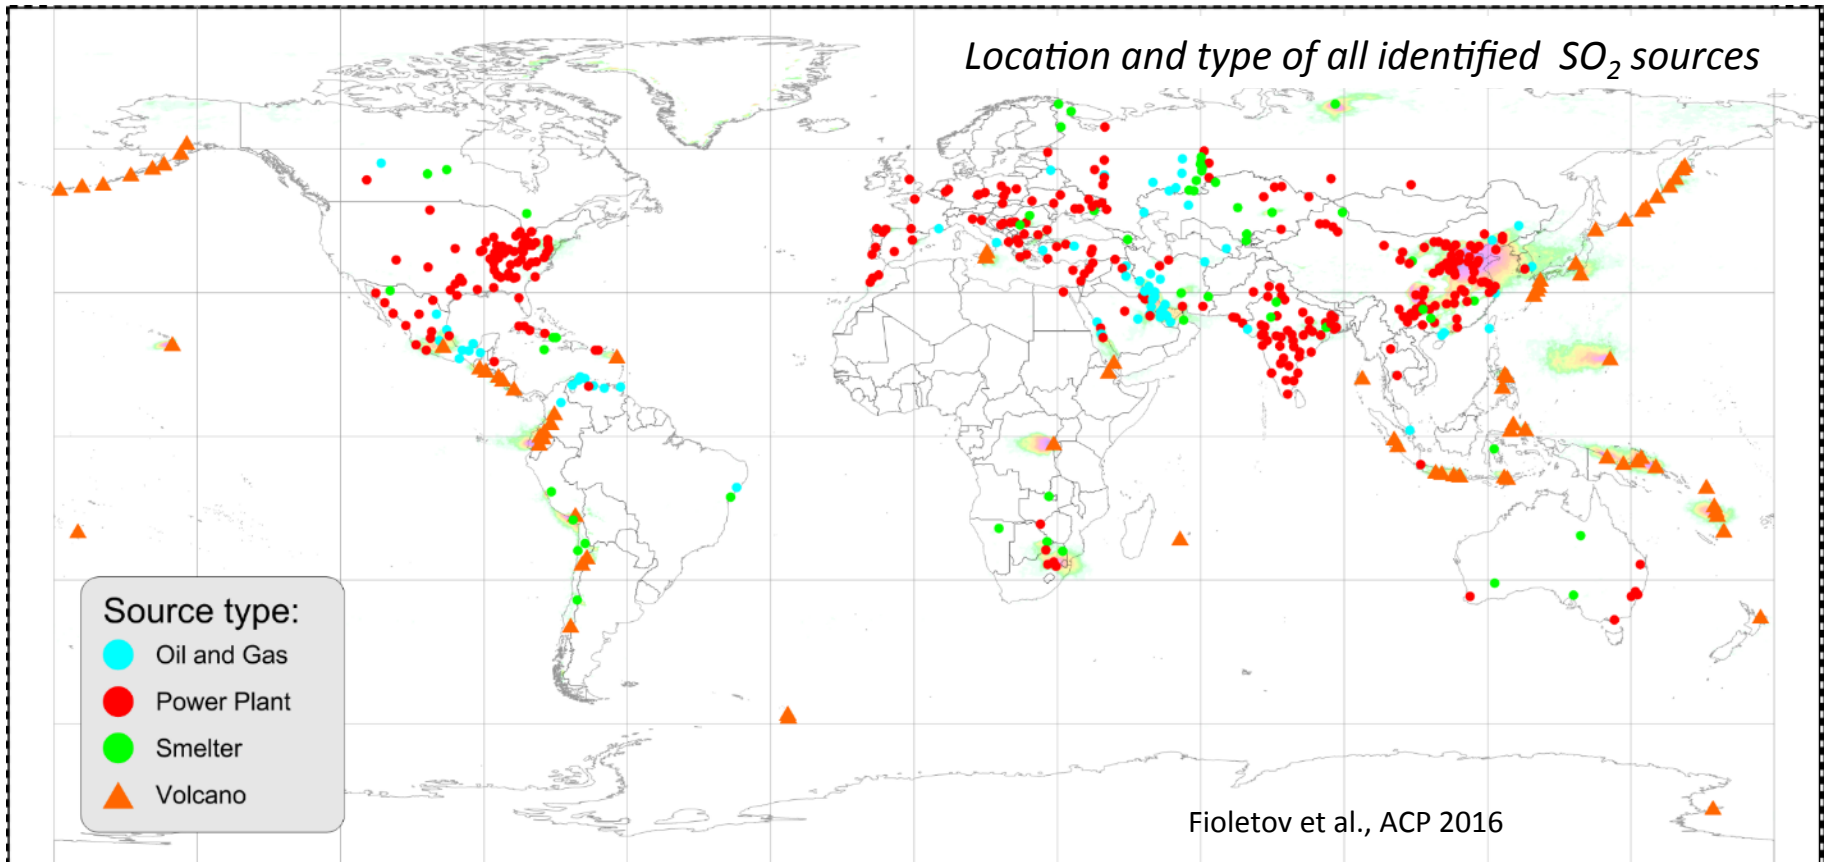 Location and type of all identified SO₂ sources
Source type:
Oil and Gas
Power Plant
Smelter
Volcano
Fioletov et al., ACP 2016